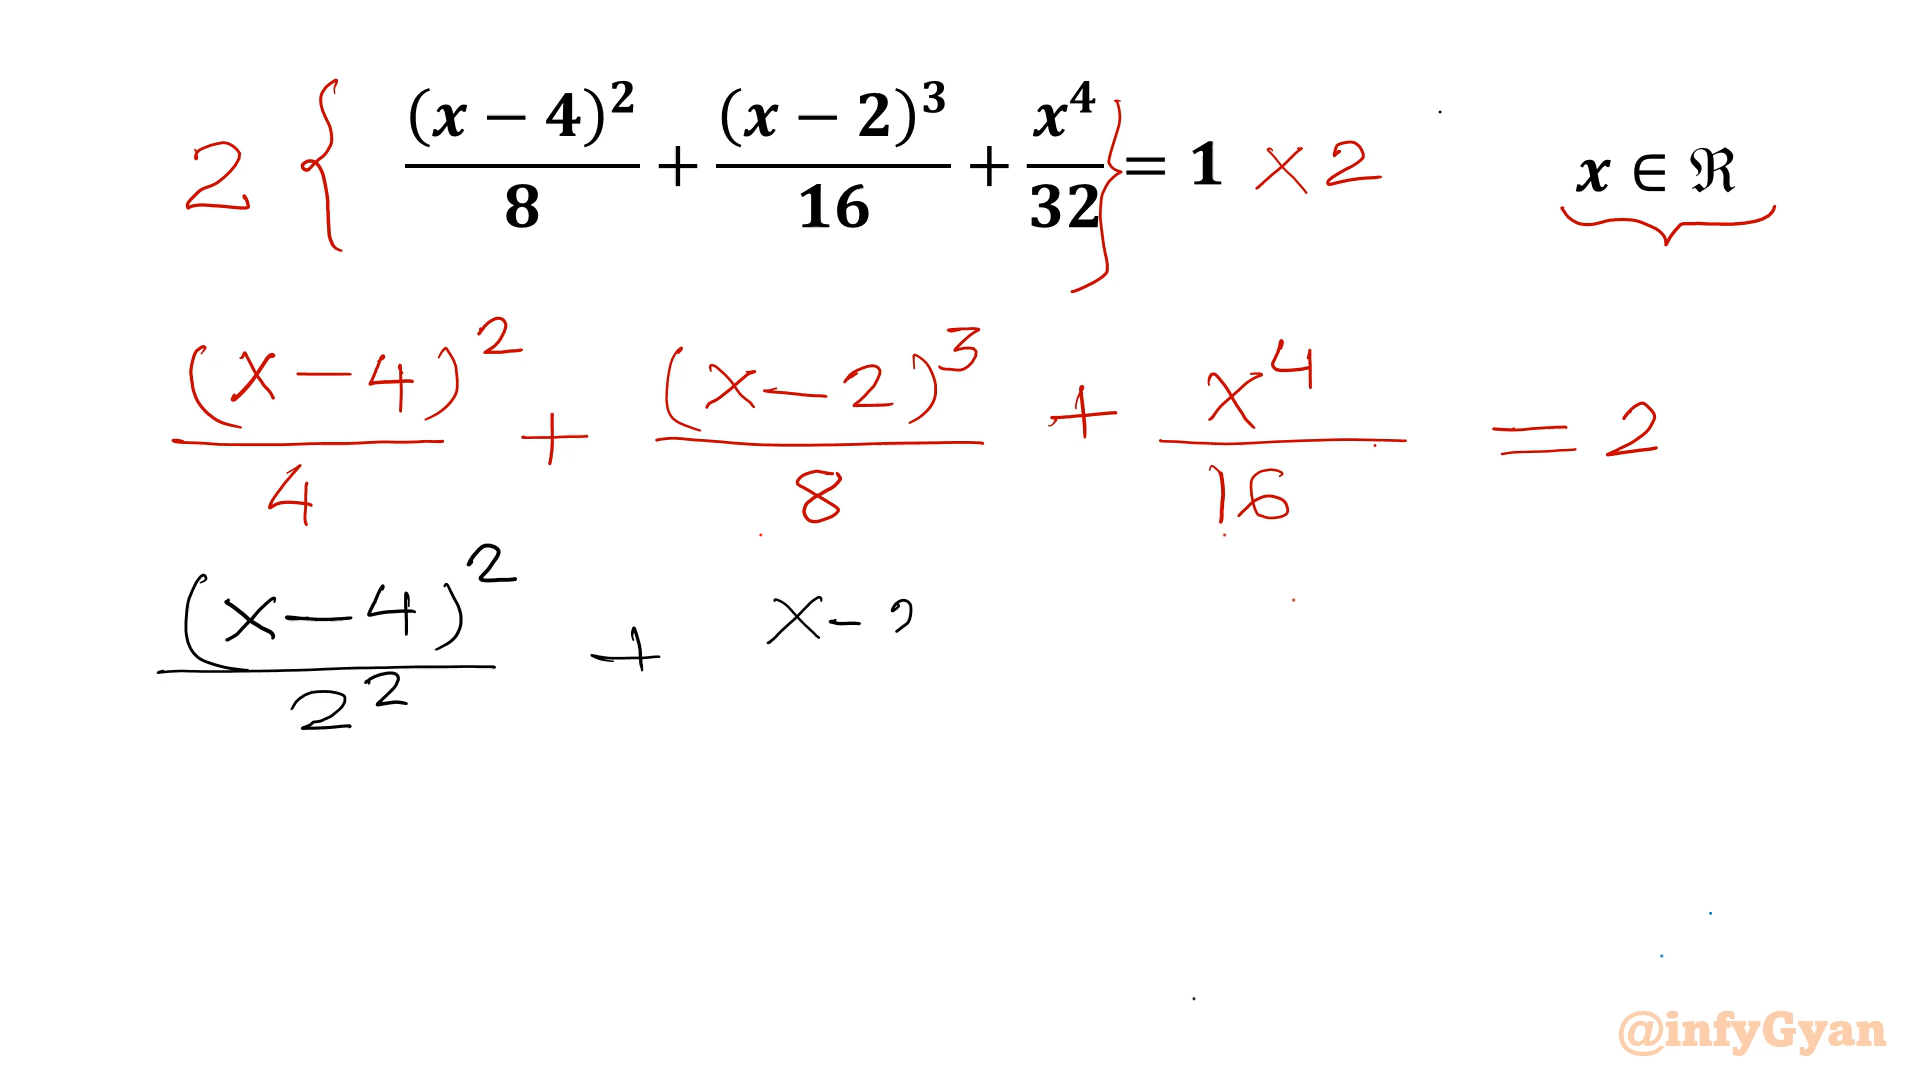 2 { (x − 4)²/8 + (x − 2)³/16 + x⁴/32 } = 1 × 2 x ∈ ℜ
(x − 4)²/4 + (x − 2)³/8 + x⁴/16 = 2
(x − 4)²/2² + x −
@infyGyan